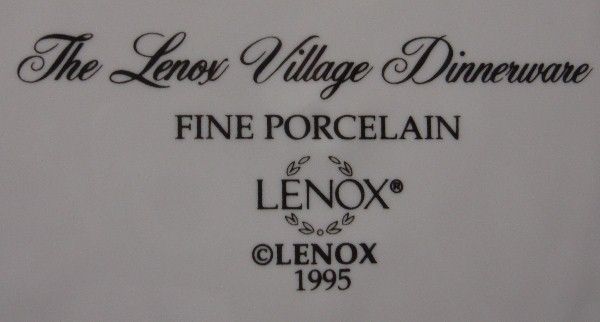 The Lenox Village Dinnerware
FINE PORCELAIN
LENOX®
©LENOX
1995